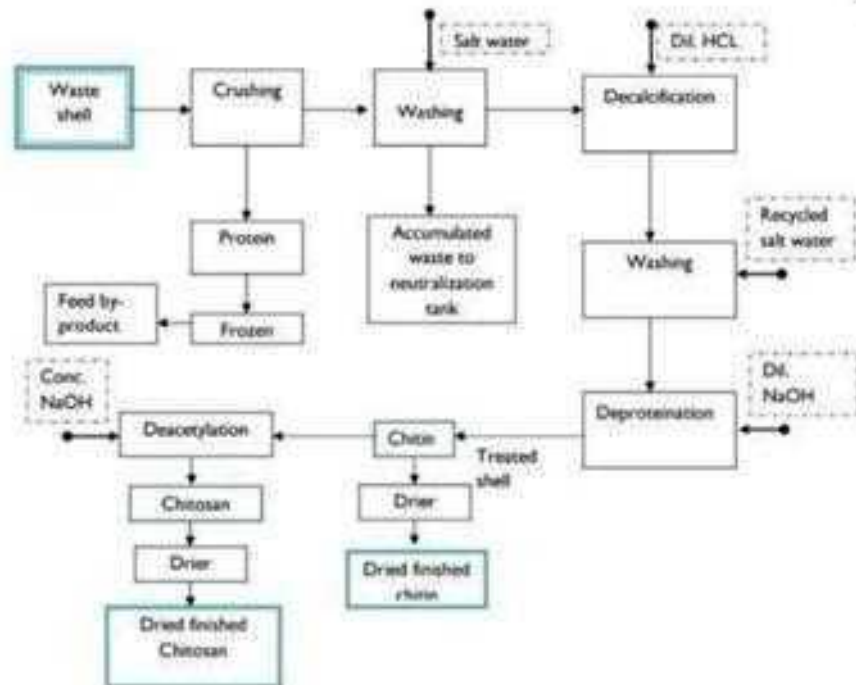 Salt water
Dil. HCL
Waste
shell
Crushing
Washing
Decalcification
Recycled
salt water
Protein
Accumulated
waste to
neutralization
tank
Washing
Feed by-
product
Frozen
Conc.
NaOH
Dil.
NaOH
Deacetylation
Chitin
Deproteination
Treated
shell
Chitosan
Drier
Drier
Dried finished
chitin
Dried finished
Chitosan